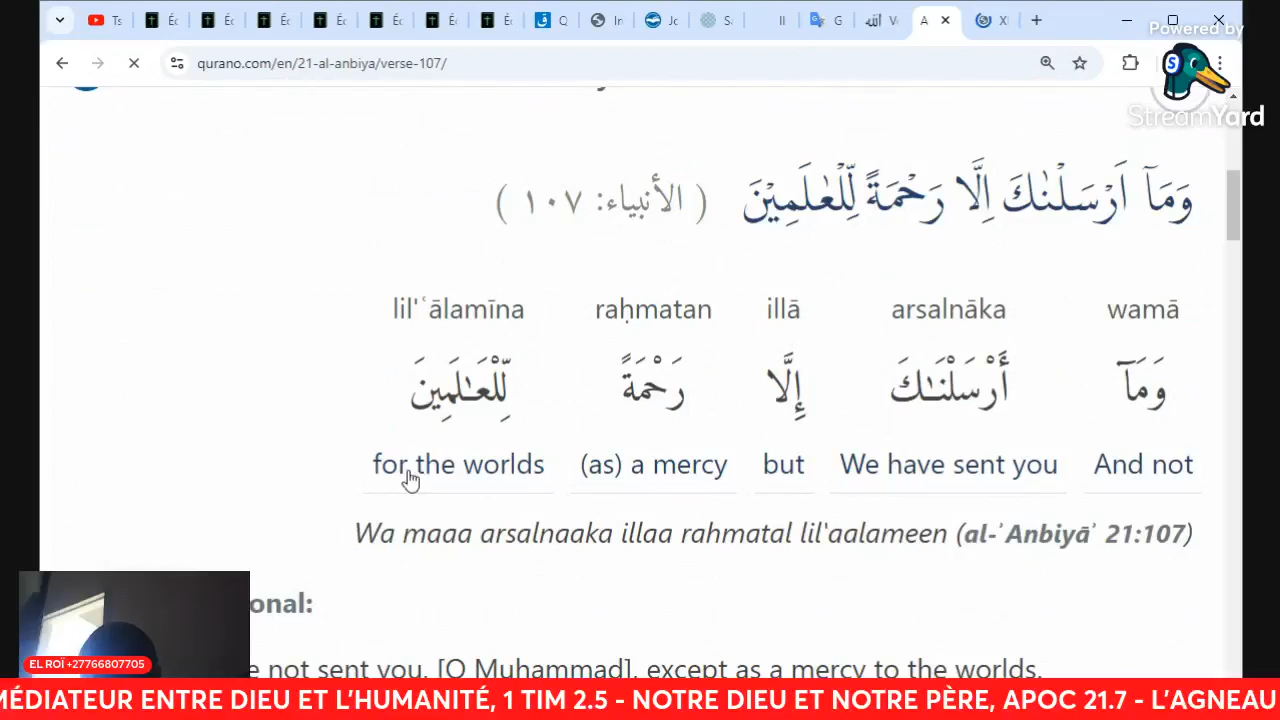 Powered by
StreamYard
qurano.com/en/21-al-anbiya/verse-107/
وَمَآ اَرْسَلْنٰكَ اِلَّا رَحْمَةً لِّلْعٰلَمِيْنَ ( الأنبياء: ١٠٧ )
lil'ʿālamīna raḥmatan illā arsalnāka wamā
وَمَآ أَرْسَلْنَـٰكَ إِلَّا رَحْمَةً لِّلْعَـٰلَمِينَ
for the worlds (as) a mercy but We have sent you And not
Wa maaa arsalnaaka illaa rahmatal lil'aalameen (al-ʾAnbiyāʾ 21:107)
onal:
e not sent you, [O Muhammad], except as a mercy to the worlds.
EL ROÏ +27766807705
MÉDIATEUR ENTRE DIEU ET L'HUMANITÉ, 1 TIM 2.5 - NOTRE DIEU ET NOTRE PÈRE, APOC 21.7 - L'AGNEAU